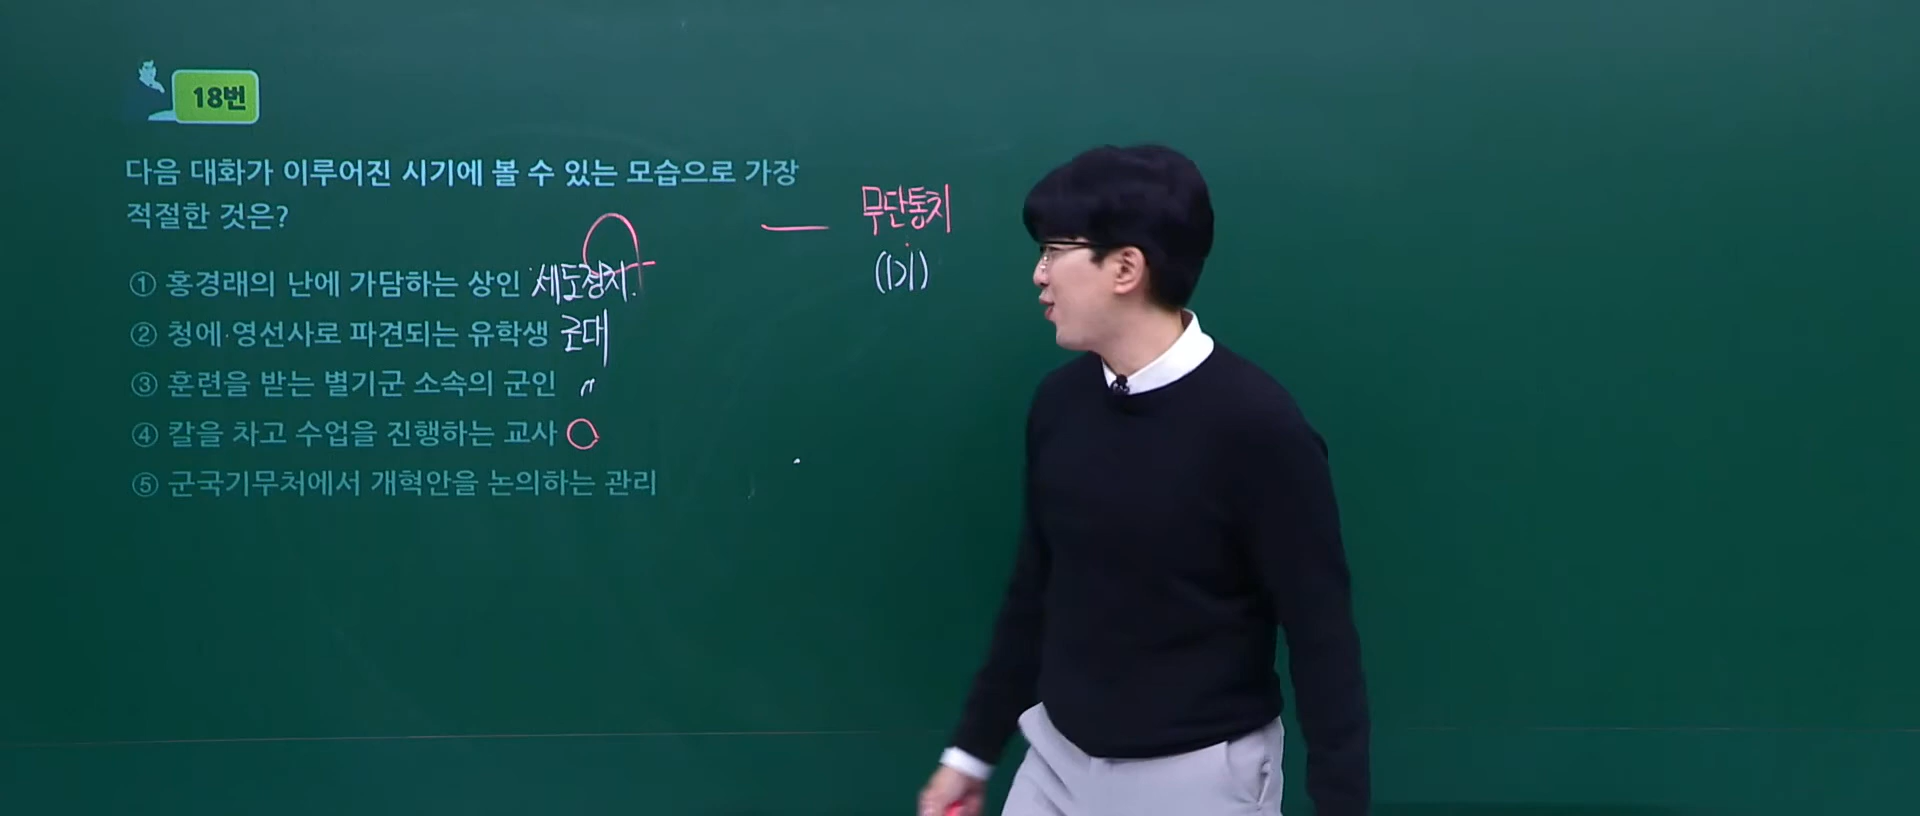 18번
다음 대화가 이루어진 시기에 볼 수 있는 모습으로 가장
적절한 것은?
무단통치
(1기)
① 홍경래의 난에 가담하는 상인 세도정치.
② 청에·영선사로 파견되는 유학생 근대
③ 훈련을 받는 별기군 소속의 군인 〃
④ 칼을 차고 수업을 진행하는 교사 ○
⑤ 군국기무처에서 개혁안을 논의하는 관리